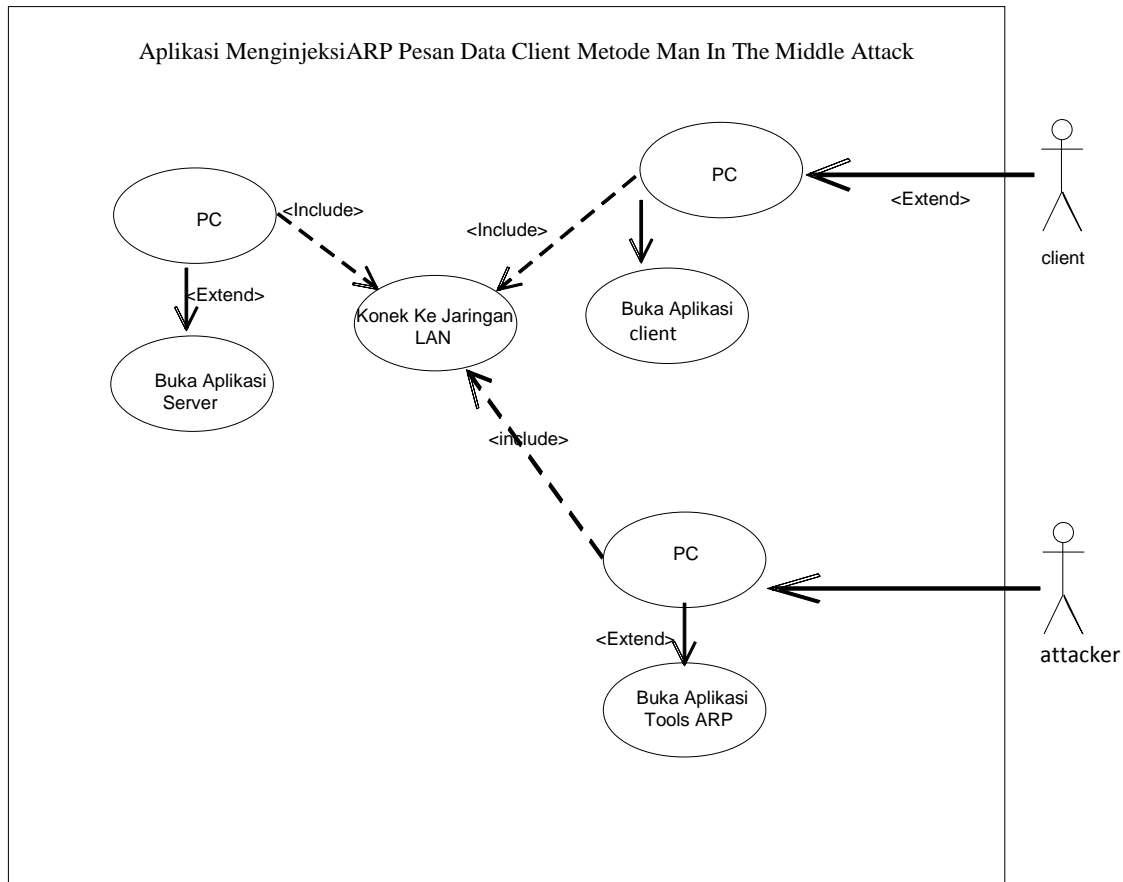 Aplikasi MenginjeksiARP Pesan Data Client Metode Man In The Middle Attack
PC
<Include>
<Extend>
Buka Aplikasi
Server
Konek Ke Jaringan
LAN
PC
<Include>
Buka Aplikasi
client
<Extend>
client
<include>
PC
<Extend>
Buka Aplikasi
Tools ARP
attacker